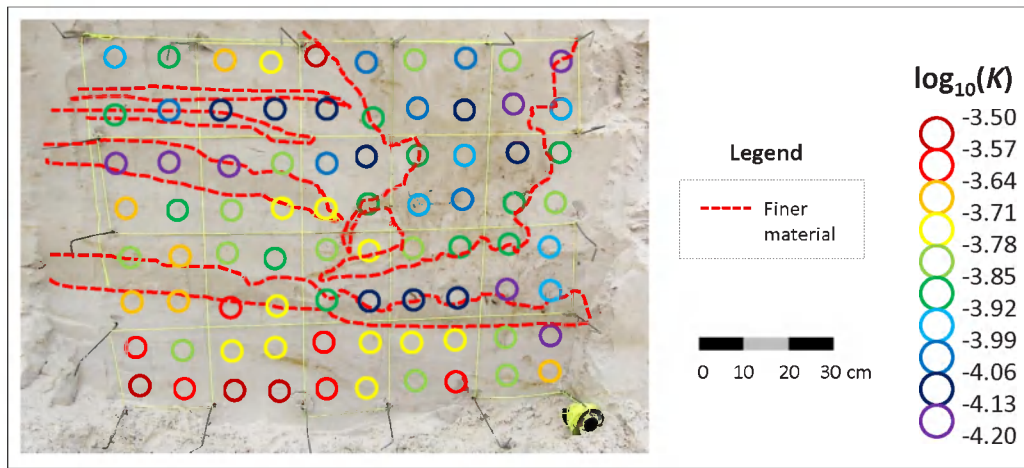 log₁₀(K)
-3.50
-3.57
-3.64
-3.71
-3.78
-3.85
-3.92
-3.99
-4.06
-4.13
-4.20
Legend
Finer
material
0 10 20 30 cm